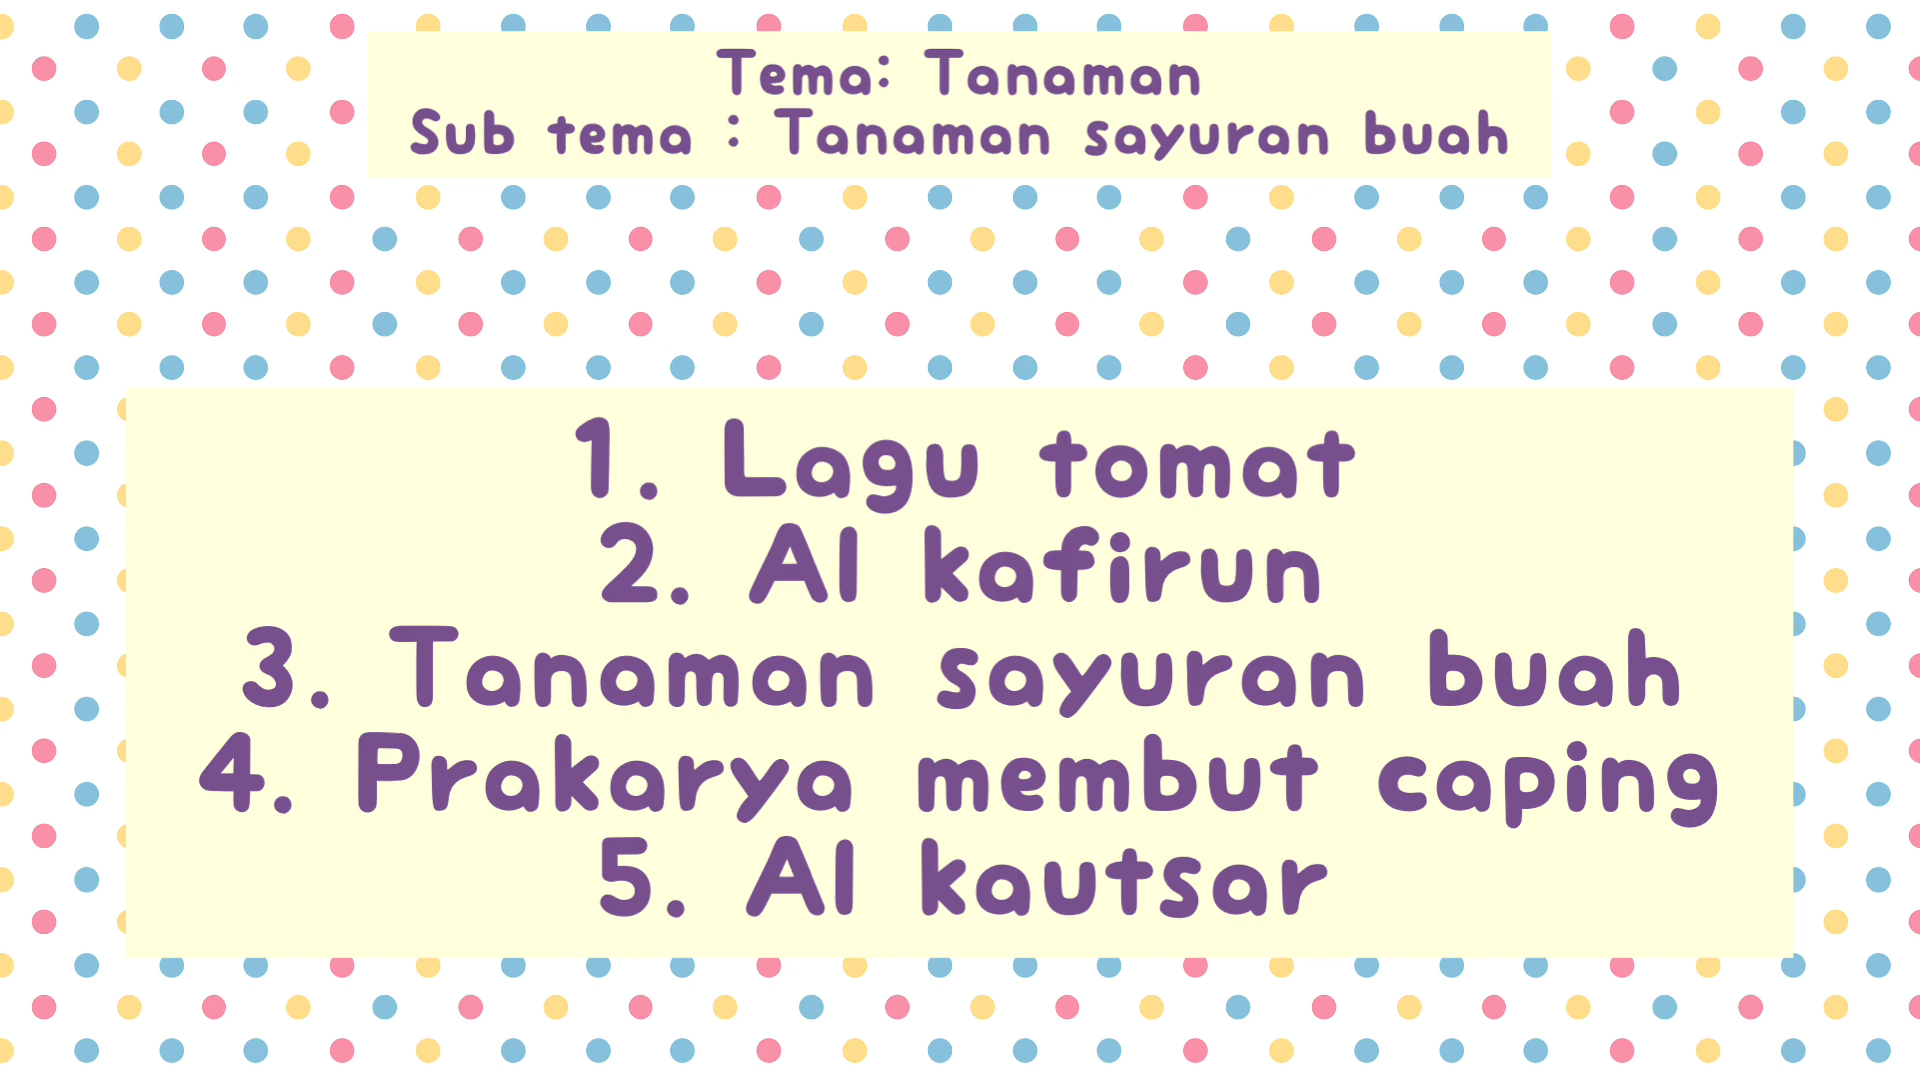 Tema: Tanaman
Sub tema : Tanaman sayuran buah
1. Lagu tomat
2. Al kafirun
3. Tanaman sayuran buah
4. Prakarya membut caping
5. Al kautsar